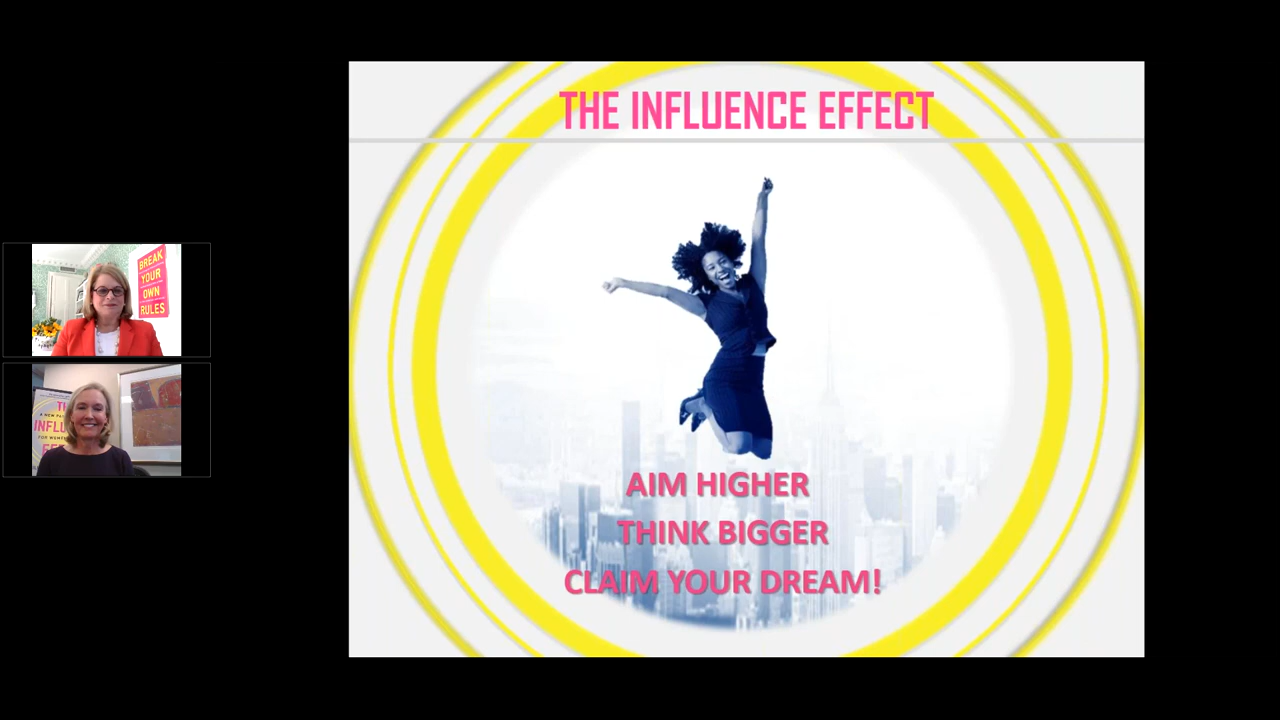 THE INFLUENCE EFFECT
AIM HIGHER
THINK BIGGER
CLAIM YOUR DREAM!
BREAK
YOUR
OWN
RULES